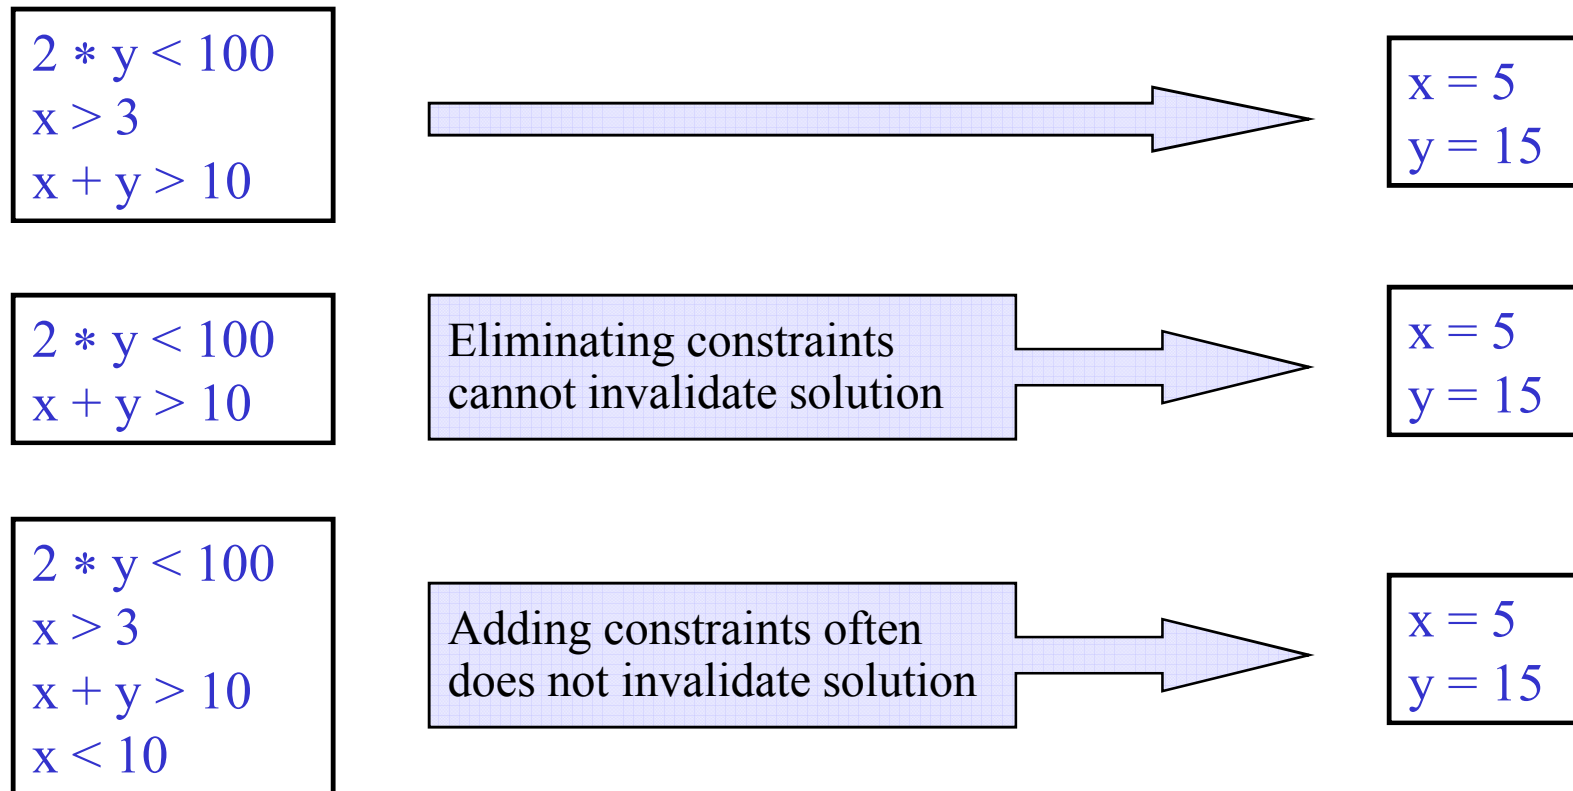 2 * y < 100
x > 3
x + y > 10
x = 5
y = 15
2 * y < 100
x + y > 10
Eliminating constraints
cannot invalidate solution
x = 5
y = 15
2 * y < 100
x > 3
x + y > 10
x < 10
Adding constraints often
does not invalidate solution
x = 5
y = 15